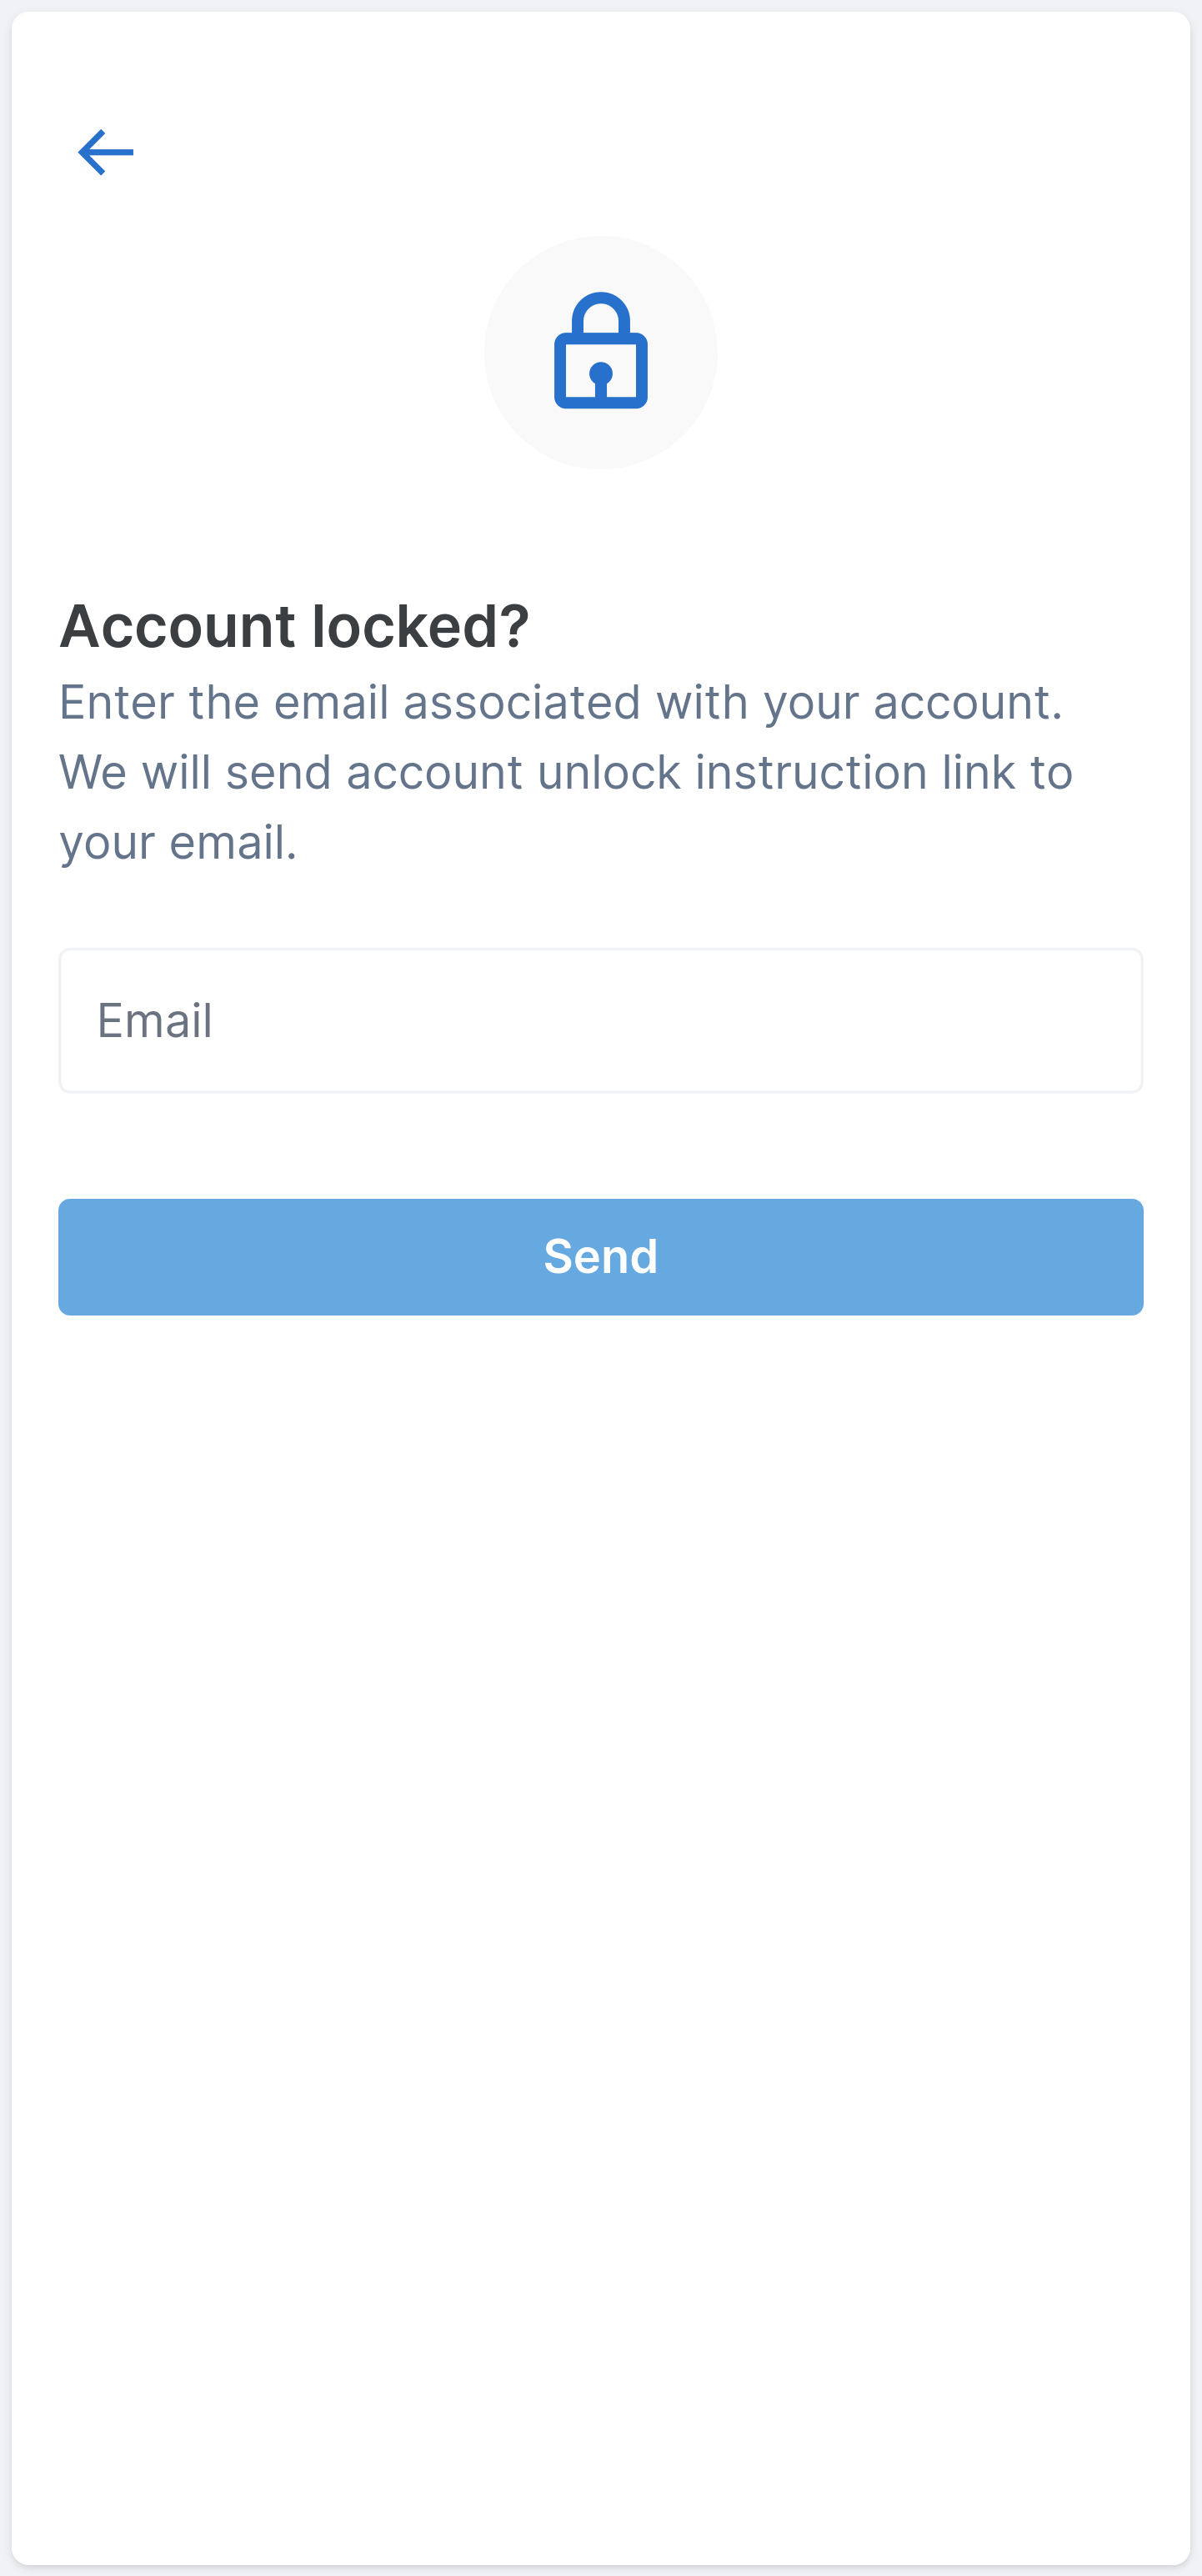 Account locked?
Enter the email associated with your account.
We will send account unlock instruction link to
your email.
Email
Send